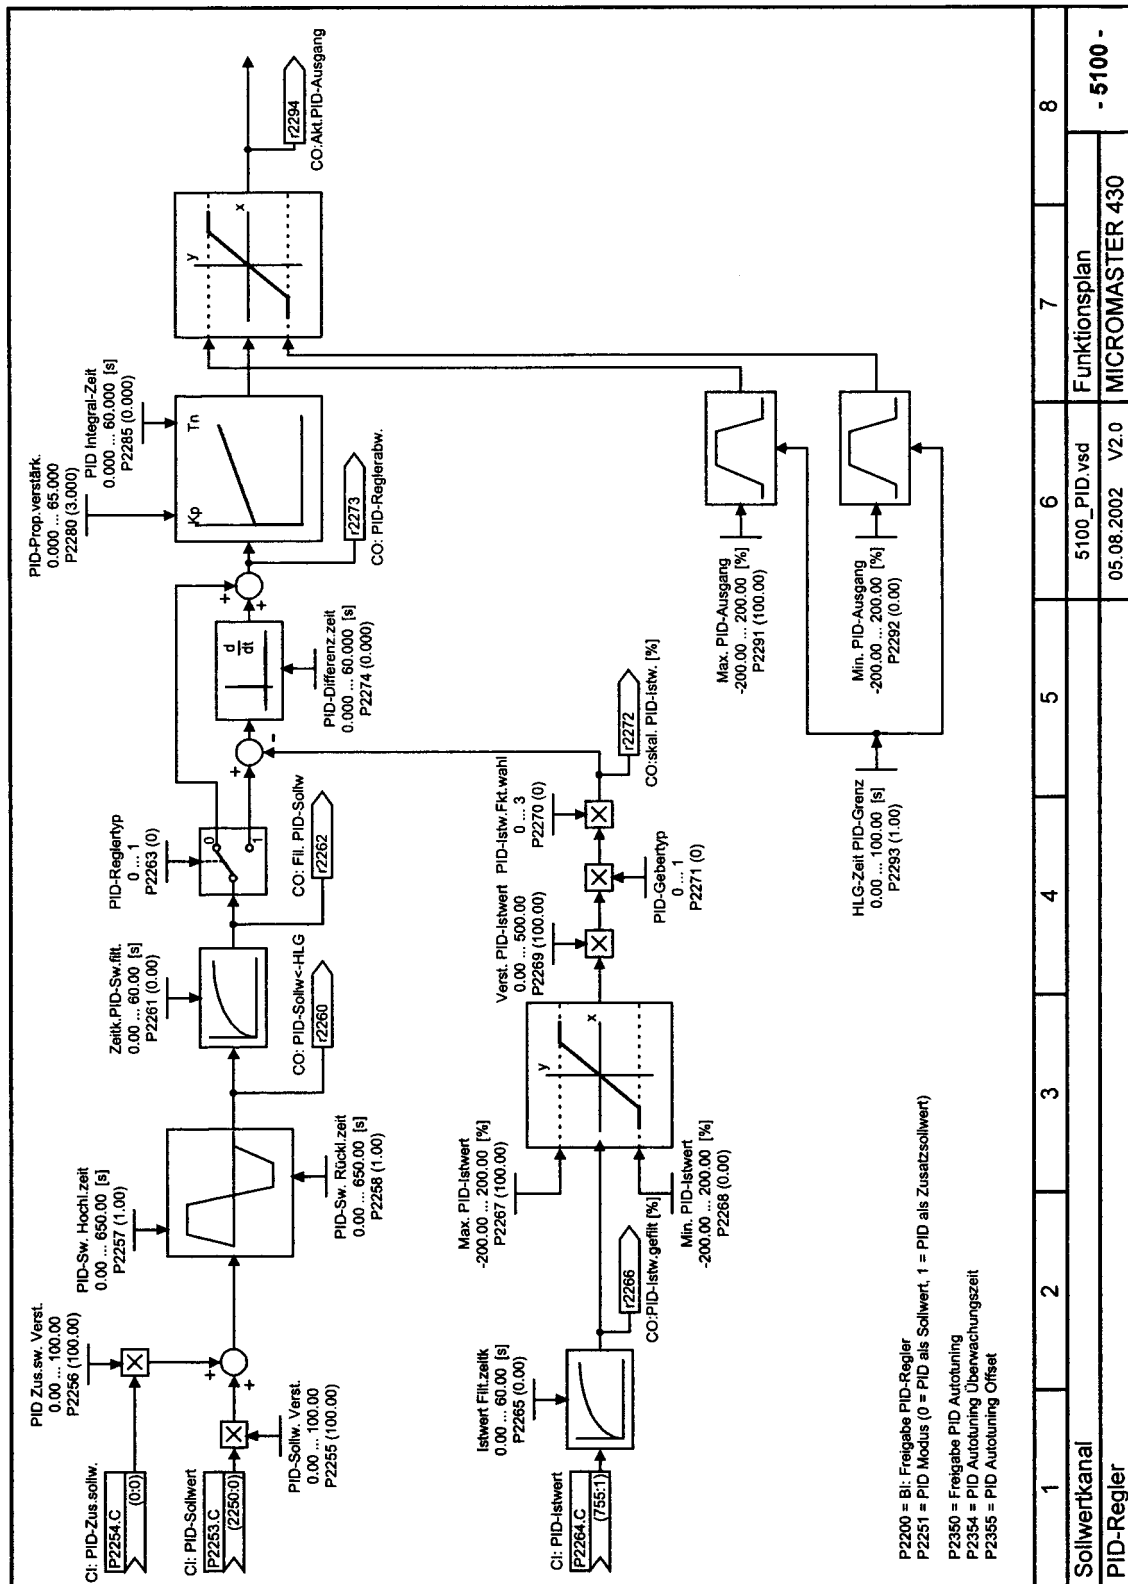 CI: PID-Zus.sollw.
P2254.C
(0:0)
CI: PID-Sollwert
P2253.C
(2250:0)
PID Zus.sw. Verst.
0.00 ... 100.00
P2256 (100.00)
PID-Sollw. Verst.
0.00 ... 100.00
P2255 (100.00)
+
+
PID-Sw. Hochl.zeit
0.00 ... 650.00 [s]
P2257 (1.00)
PID-Sw. Rückl.zeit
0.00 ... 650.00 [s]
P2258 (1.00)
CO: PID-Sollw<-HLG
r2260
Zeitk.PID-Sw.filt.
0.00 ... 60.00 [s]
P2261 (0.00)
CO: Fil. PID-Sollw
r2262
PID-Reglertyp
0 ... 1
P2263 (0)
0
1
+
-
d
dt
PID-Differenz.zeit
0.000 ... 60.000 [s]
P2274 (0.000)
+
+
r2273
CO: PID-Reglerabw.
PID-Prop.verstärk.
0.000 ... 65.000
P2280 (3.000)
PID Integral-Zeit
0.000 ... 60.000 [s]
P2285 (0.000)
Kp
Tn
y
x
r2294
CO:Akt.PID-Ausgang
CI: PID-Istwert
P2264.C
(755:1)
Istwert Filt.zeitk
0.00 ... 60.00 [s]
P2265 (0.00)
r2266
CO:PID-Istw.gefilt [%]
Max. PID-Istwert
-200.00 ... 200.00 [%]
P2267 (100.00)
Min. PID-Istwert
-200.00 ... 200.00 [%]
P2268 (0.00)
y
x
Verst. PID-Istwert
0.00 ... 500.00
P2269 (100.00)
PID-Gebertyp
0 ... 1
P2271 (0)
PID-Istw.Fkt.wahl
0 ... 3
P2270 (0)
r2272
CO:skal. PID-Istw. [%]
Max. PID-Ausgang
-200.00 ... 200.00 [%]
P2291 (100.00)
Min. PID-Ausgang
-200.00 ... 200.00 [%]
P2292 (0.00)
HLG-Zeit PID-Grenz
0.00 ... 100.00 [s]
P2293 (1.00)
P2200 = BI: Freigabe PID-Regler
P2251 = PID Modus (0 = PID als Sollwert, 1 = PID als Zusatzsollwert)
P2350 = Freigabe PID Autotuning
P2354 = PID Autotuning Überwachungszeit
P2355 = PID Autotuning Offset
1 2 3 4 5 6 7 8
Sollwertkanal
5100_PID.vsd
Funktionsplan
- 5100 -
PID-Regler
05.08.2002 V2.0
MICROMASTER 430